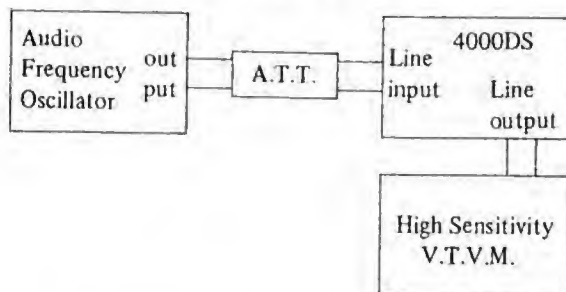 Audio
Frequency
Oscillator
out
put
A.T.T.
4000DS
Line
input
Line
output
High Sensitivity
V.T.V.M.